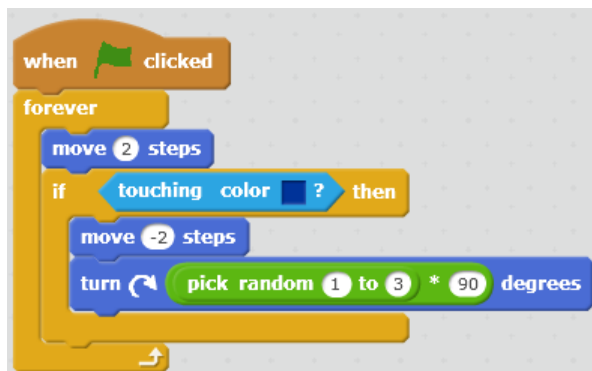 when clicked
forever
move 2 steps
if touching color ? then
move -2 steps
turn pick random 1 to 3 * 90 degrees